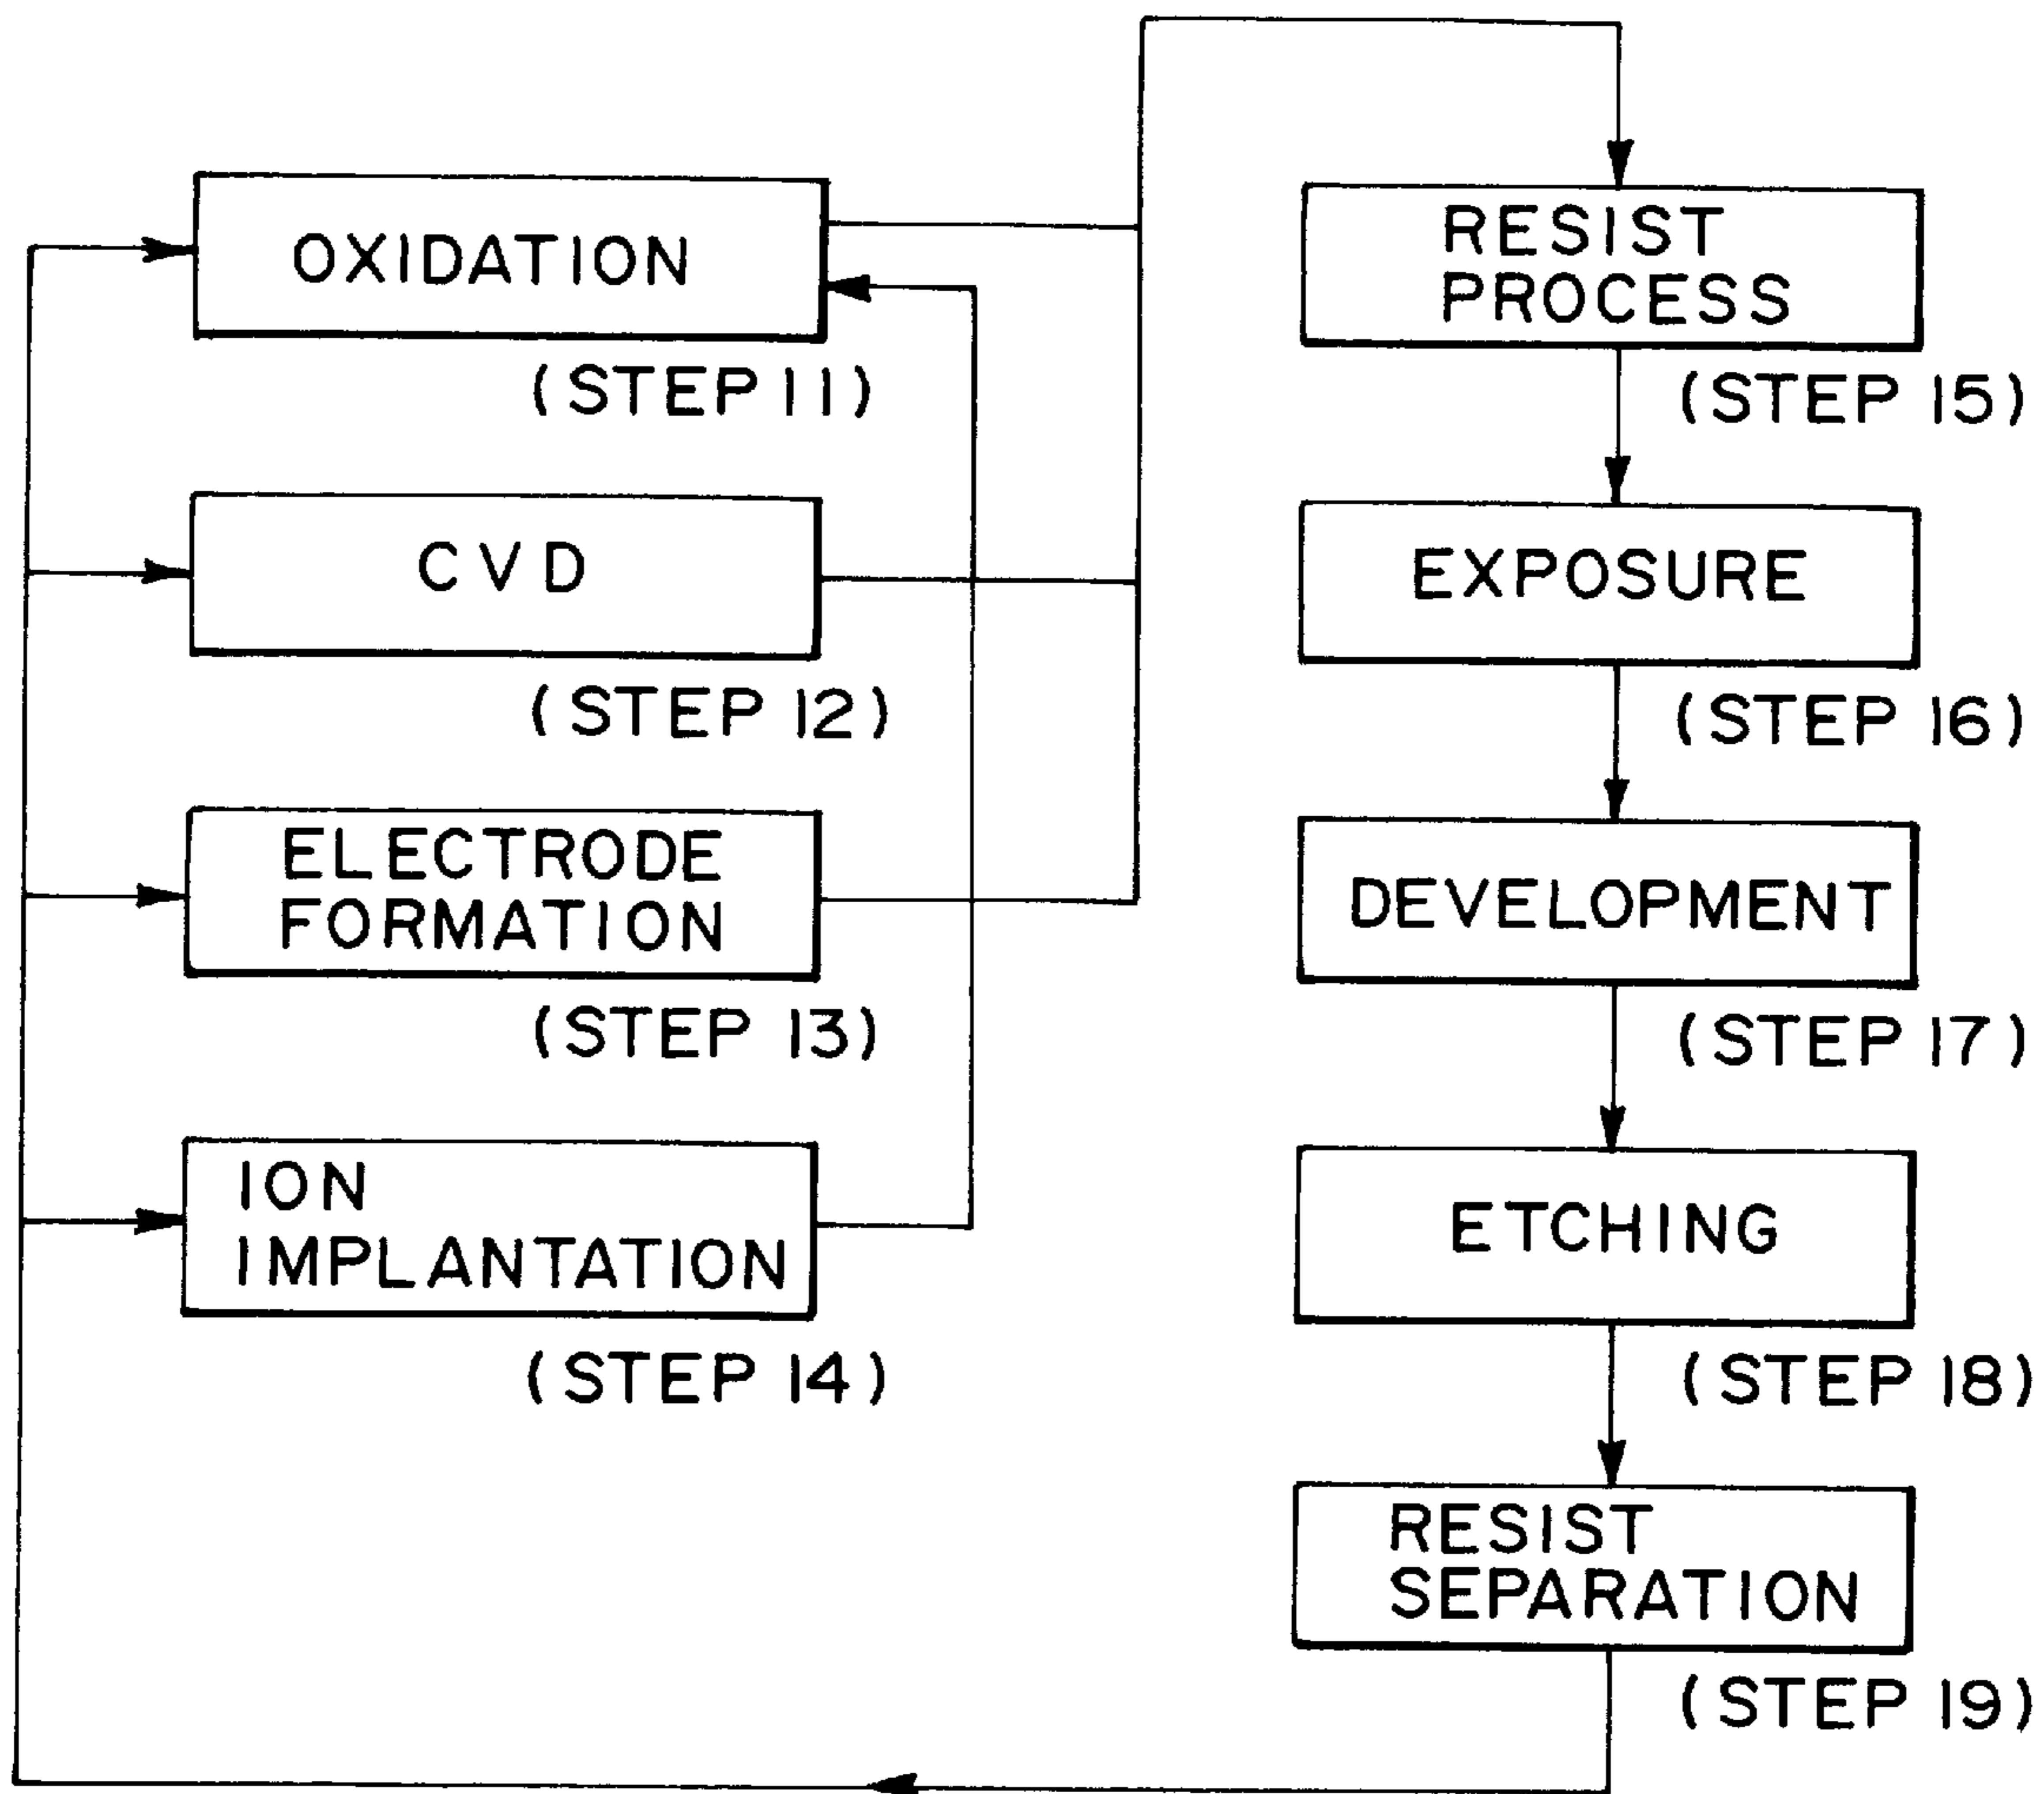 OXIDATION
(STEP 11)
CVD
(STEP 12)
ELECTRODE
FORMATION
(STEP 13)
ION
IMPLANTATION
(STEP 14)
RESIST
PROCESS
(STEP 15)
EXPOSURE
(STEP 16)
DEVELOPMENT
(STEP 17)
ETCHING
(STEP 18)
RESIST
SEPARATION
(STEP 19)